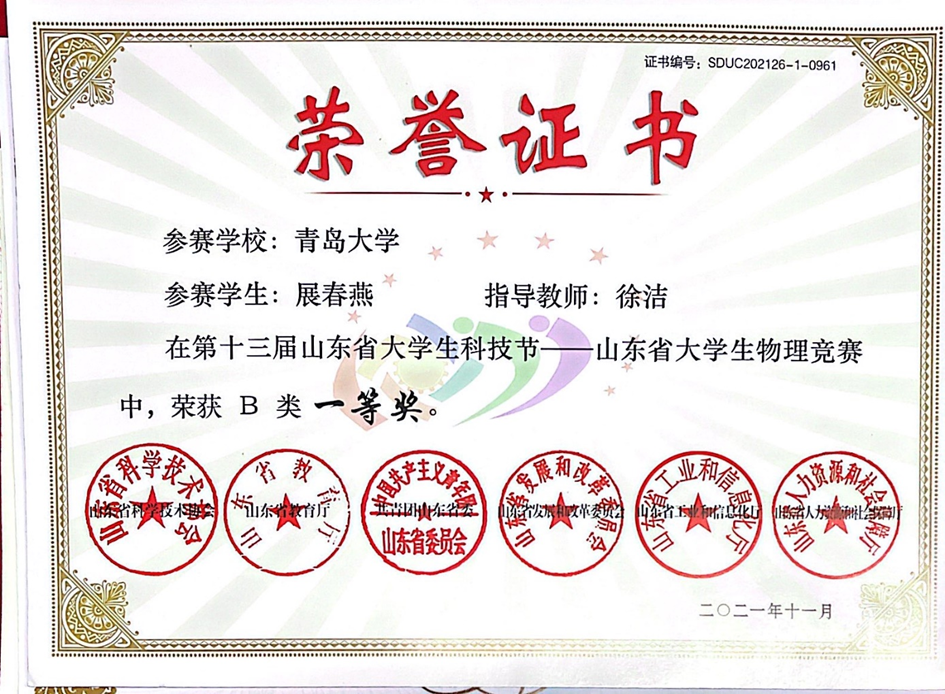 证书编号：SDUC202126-1-0961
荣誉证书
参赛学校：青岛大学
参赛学生：展春燕 指导教师：徐洁
在第十三届山东省大学生科技节——山东省大学生物理竞赛
中，荣获 B 类 一等奖。
山东省科学技术协会 山东省教育厅 共青团山东省委 山东省发展和改革委员会 山东省工业和信息化厅 山东省人力资源和社会保障厅
山东省科学技术协会
山东省教育厅
中国共产主义青年团
山东省委员会
山东省发展和改革委员会
山东省工业和信息化厅
山东省人力资源和社会保障厅
二〇二一年十一月